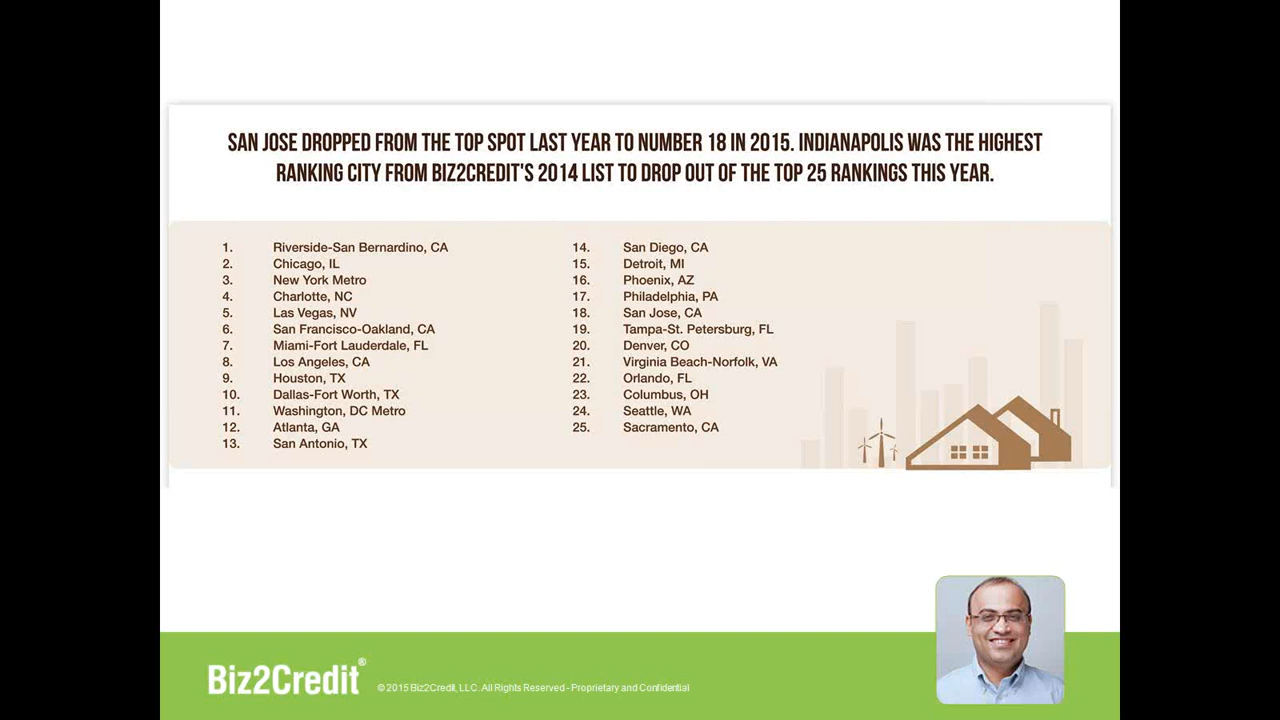 SAN JOSE DROPPED FROM THE TOP SPOT LAST YEAR TO NUMBER 18 IN 2015. INDIANAPOLIS WAS THE HIGHEST
RANKING CITY FROM BIZ2CREDIT'S 2014 LIST TO DROP OUT OF THE TOP 25 RANKINGS THIS YEAR.
1. Riverside-San Bernardino, CA
2. Chicago, IL
3. New York Metro
4. Charlotte, NC
5. Las Vegas, NV
6. San Francisco-Oakland, CA
7. Miami-Fort Lauderdale, FL
8. Los Angeles, CA
9. Houston, TX
10. Dallas-Fort Worth, TX
11. Washington, DC Metro
12. Atlanta, GA
13. San Antonio, TX
14. San Diego, CA
15. Detroit, MI
16. Phoenix, AZ
17. Philadelphia, PA
18. San Jose, CA
19. Tampa-St. Petersburg, FL
20. Denver, CO
21. Virginia Beach-Norfolk, VA
22. Orlando, FL
23. Columbus, OH
24. Seattle, WA
25. Sacramento, CA
Biz2Credit®
© 2015 Biz2Credit, LLC. All Rights Reserved - Proprietary and Confidential